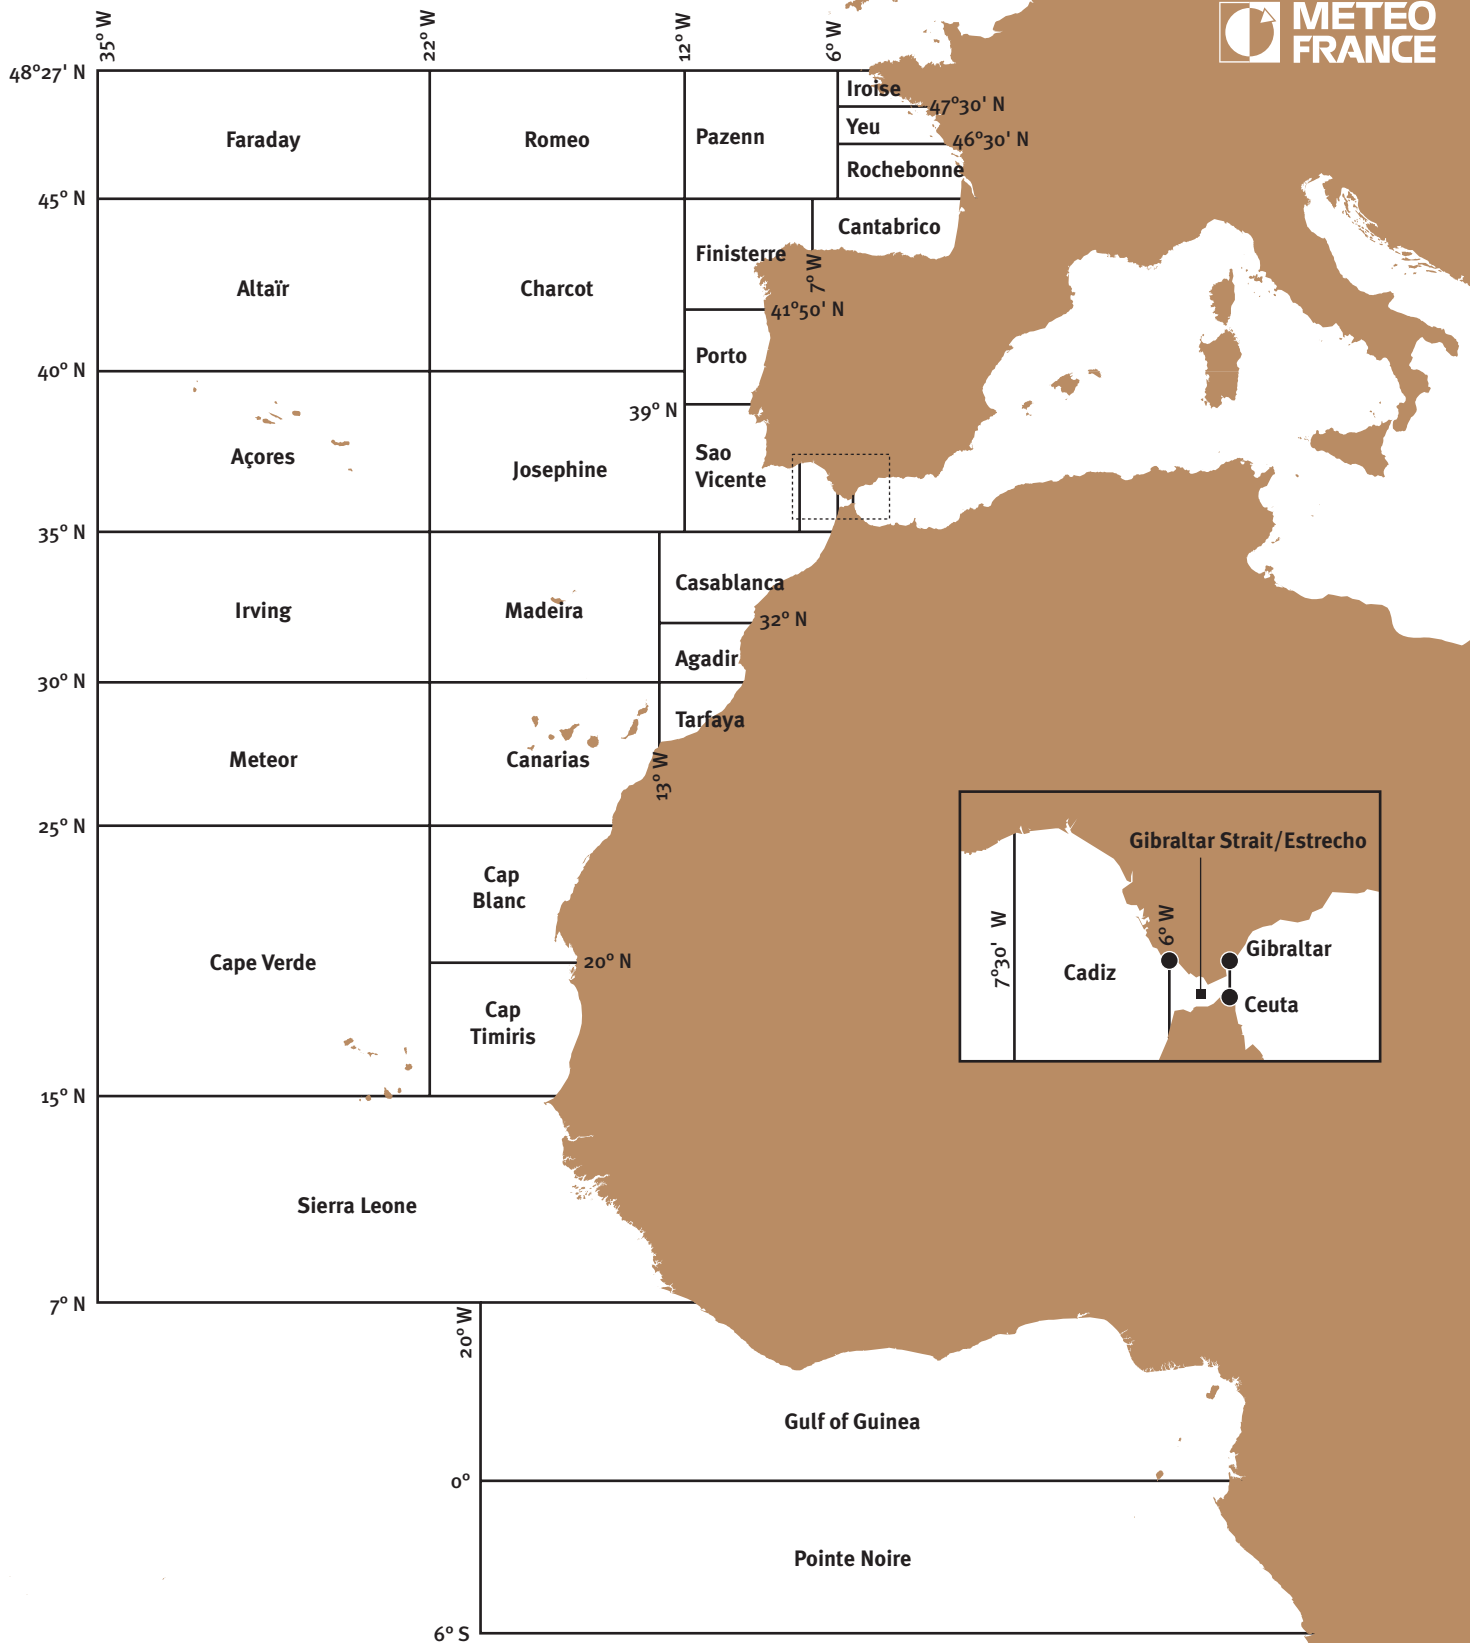 35° W
22° W
12° W
6° W
METEO
FRANCE
48°27' N
Iroise
47°30' N
Faraday
Romeo
Pazenn
Yeu
46°30' N
Rochebonne
45° N
Cantabrico
Finisterre
7° W
Altaïr
Charcot
41°50' N
Porto
40° N
39° N
Açores
Josephine
Sao
Vicente
35° N
Casablanca
Irving
Madeira
32° N
Agadir
30° N
Tarfaya
Meteor
Canarias
13° W
25° N
Gibraltar Strait/Estrecho
Cap
Blanc
6° W
7°30' W
Gibraltar
Cape Verde
20° N
Cadiz
Ceuta
Cap
Timiris
15° N
Sierra Leone
7° N
20° W
Gulf of Guinea
0°
Pointe Noire
6° S